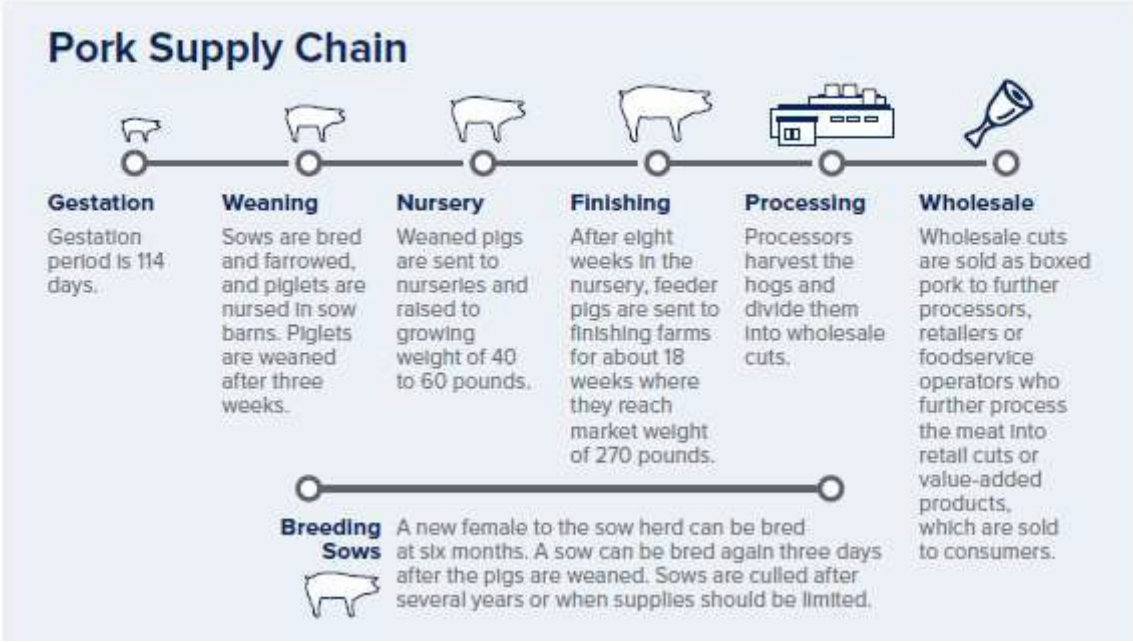 Pork Supply Chain
Gestation
Gestation
period is 114
days.
Weaning
Sows are bred
and farrowed,
and piglets are
nursed in sow
barns. Piglets
are weaned
after three
weeks.
Nursery
Weaned pigs
are sent to
nurseries and
raised to
growing
weight of 40
to 60 pounds.
Finishing
After eight
weeks in the
nursery, feeder
pigs are sent to
finishing farms
for about 18
weeks where
they reach
market weight
of 270 pounds.
Processing
Processors
harvest the
hogs and
divide them
into wholesale
cuts.
Wholesale
Wholesale cuts
are sold as boxed
pork to further
processors,
retailers or
foodservice
operators who
further process
the meat into
retail cuts or
value-added
products,
which are sold
to consumers.
Breeding
Sows
A new female to the sow herd can be bred
at six months. A sow can be bred again three days
after the pigs are weaned. Sows are culled after
several years or when supplies should be limited.